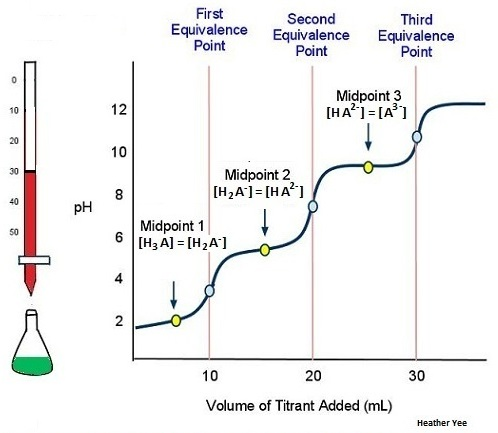 First
Equivalence
Point
Second
Equivalence
Point
Third
Equivalence
Point
0
10
20
30
40
50
pH
12
10
8
6
4
2
Midpoint 1
[H₃A] = [H₂A⁻]
Midpoint 2
[H₂A⁻] = [HA²⁻]
Midpoint 3
[HA²⁻] = [A³⁻]
10
20
30
Volume of Titrant Added (mL)
Heather Yee